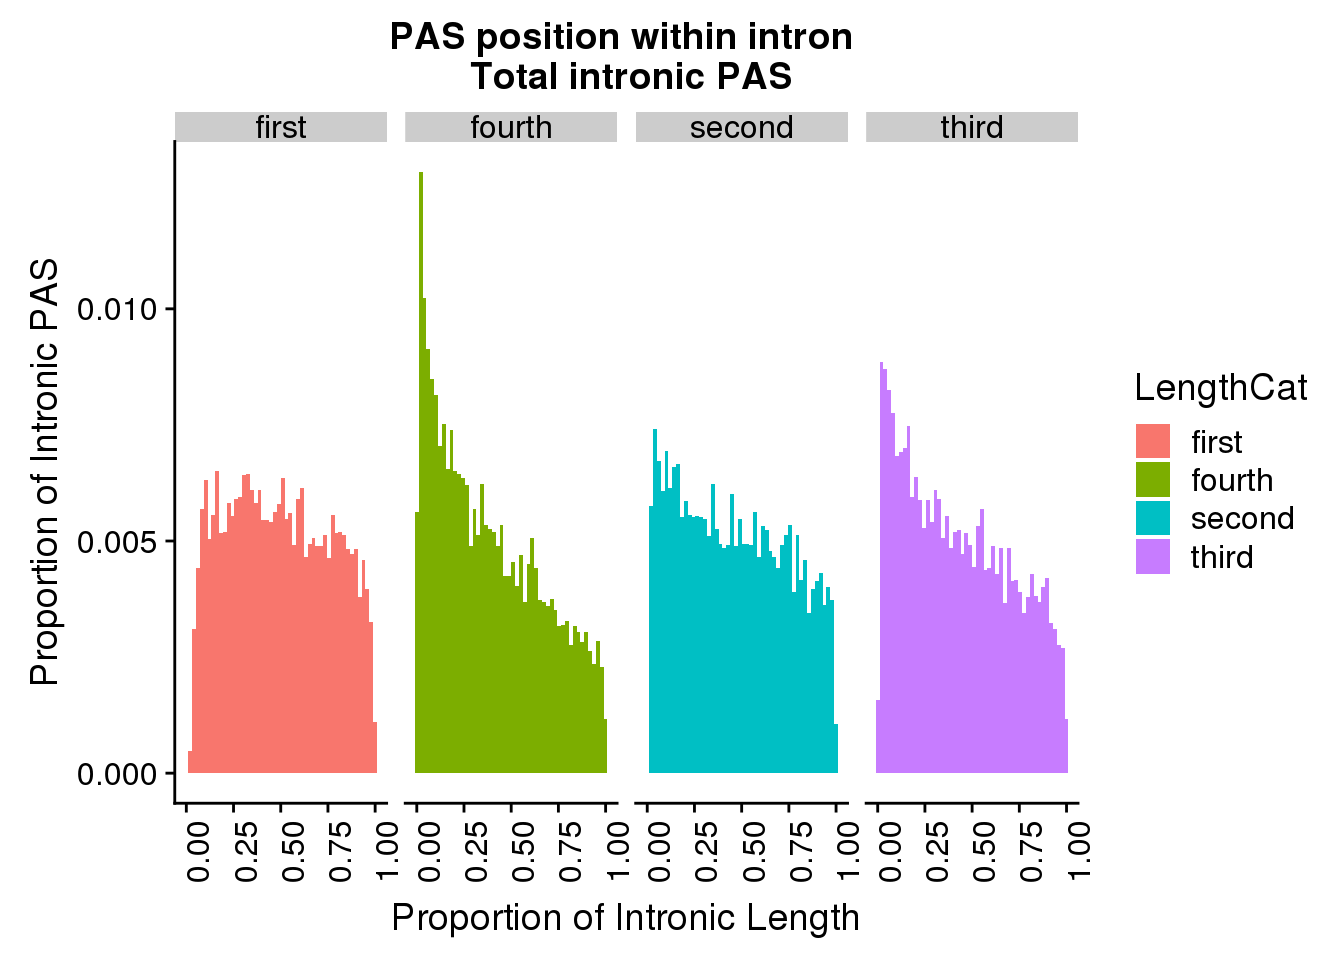 PAS position within intron
Total intronic PAS
first fourth second third
Proportion of Intronic PAS
0.010
0.005
0.000
0.00 0.25 0.50 0.75 1.00 0.00 0.25 0.50 0.75 1.00 0.00 0.25 0.50 0.75 1.00 0.00 0.25 0.50 0.75 1.00
Proportion of Intronic Length
LengthCat
first
fourth
second
third